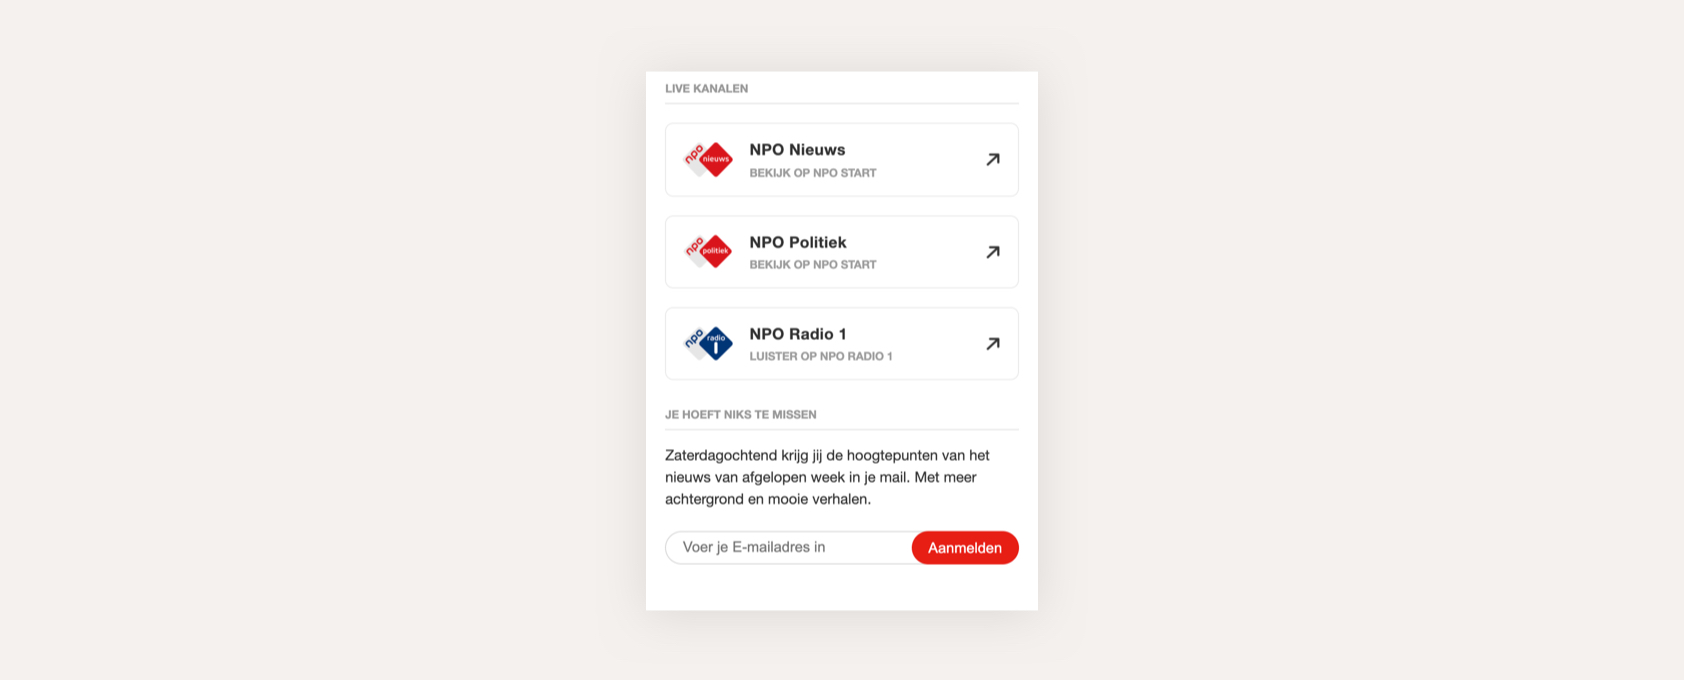 LIVE KANALEN
npo nieuws
NPO Nieuws
BEKIJK OP NPO START
npo politiek
NPO Politiek
BEKIJK OP NPO START
npo radio 1
NPO Radio 1
LUISTER OP NPO RADIO 1
JE HOEFT NIKS TE MISSEN
Zaterdagochtend krijg jij de hoogtepunten van het
nieuws van afgelopen week in je mail. Met meer
achtergrond en mooie verhalen.
Voer je E-mailadres in
Aanmelden